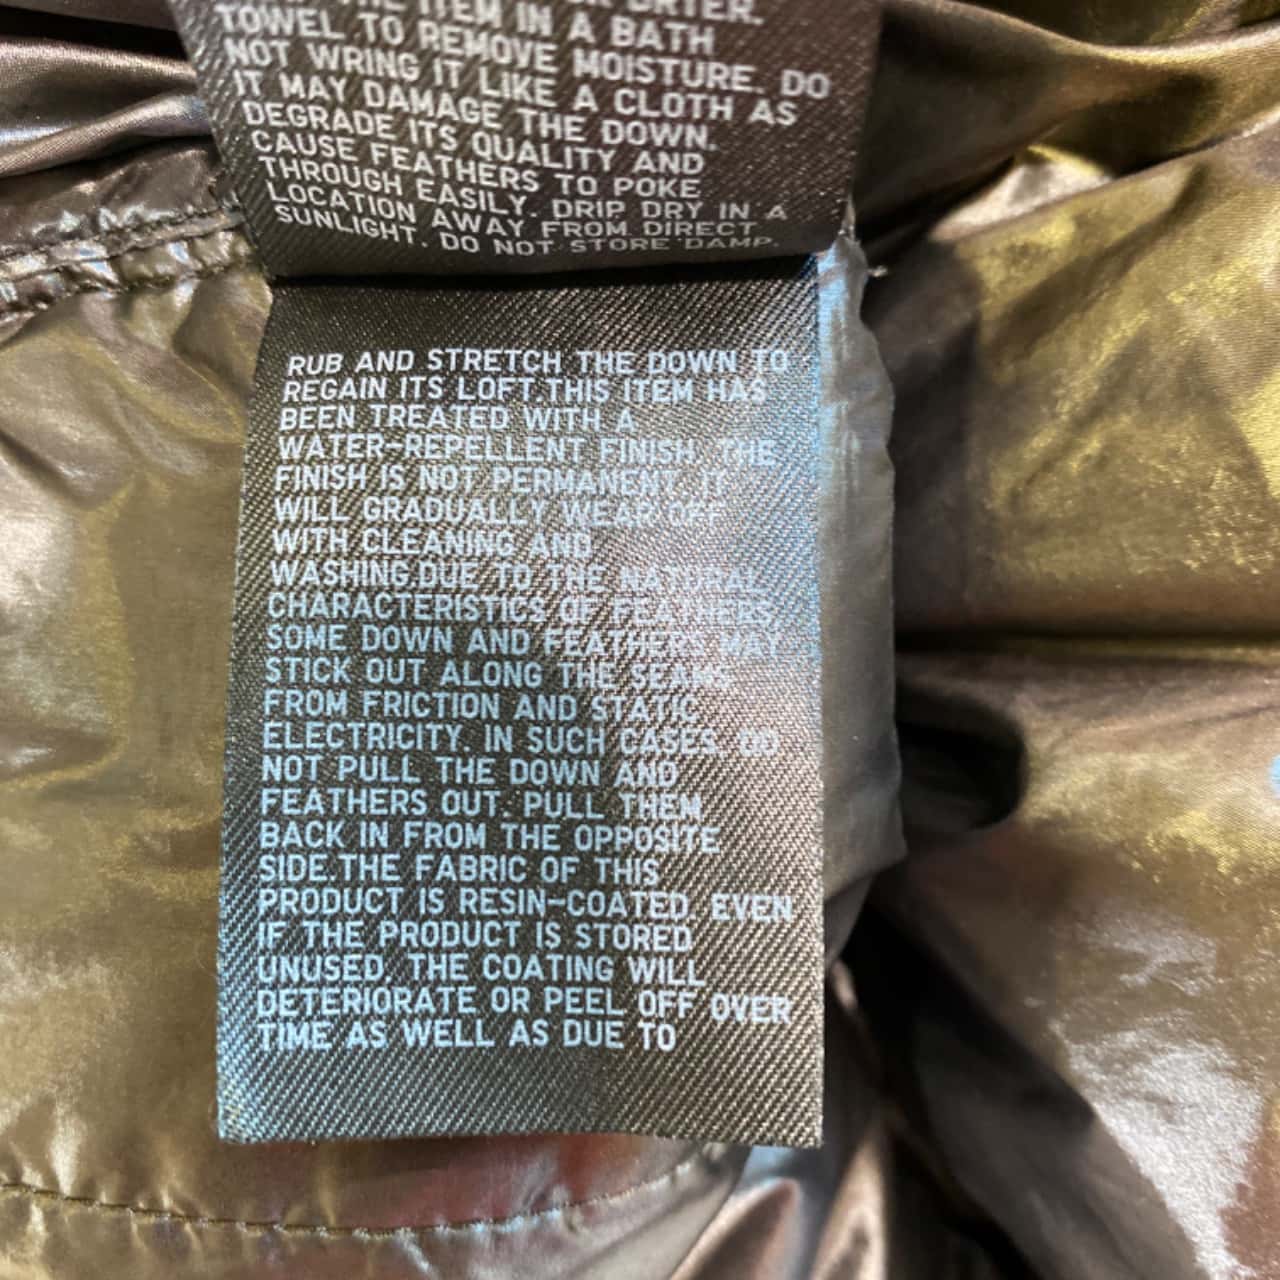 THE ITEM IN A BATH
TOWEL TO REMOVE MOISTURE. DO
NOT WRING IT LIKE A CLOTH AS
IT MAY DAMAGE THE DOWN,
DEGRADE ITS QUALITY AND
CAUSE FEATHERS TO POKE
THROUGH EASILY. DRIP DRY IN A
LOCATION AWAY FROM DIRECT
SUNLIGHT. DO NOT STORE DAMP.
RUB AND STRETCH THE DOWN TO
REGAIN ITS LOFT.THIS ITEM HAS
BEEN TREATED WITH A
WATER-REPELLENT FINISH. THE
FINISH IS NOT PERMANENT. IT
WILL GRADUALLY WEAR OFF
WITH CLEANING AND
WASHING.DUE TO THE NATURAL
CHARACTERISTICS OF FEATHERS,
SOME DOWN AND FEATHERS MAY
STICK OUT ALONG THE SEAMS
FROM FRICTION AND STATIC
ELECTRICITY. IN SUCH CASES, DO
NOT PULL THE DOWN AND
FEATHERS OUT. PULL THEM
BACK IN FROM THE OPPOSITE
SIDE.THE FABRIC OF THIS
PRODUCT IS RESIN-COATED. EVEN
IF THE PRODUCT IS STORED
UNUSED, THE COATING WILL
DETERIORATE OR PEEL OFF OVER
TIME AS WELL AS DUE TO